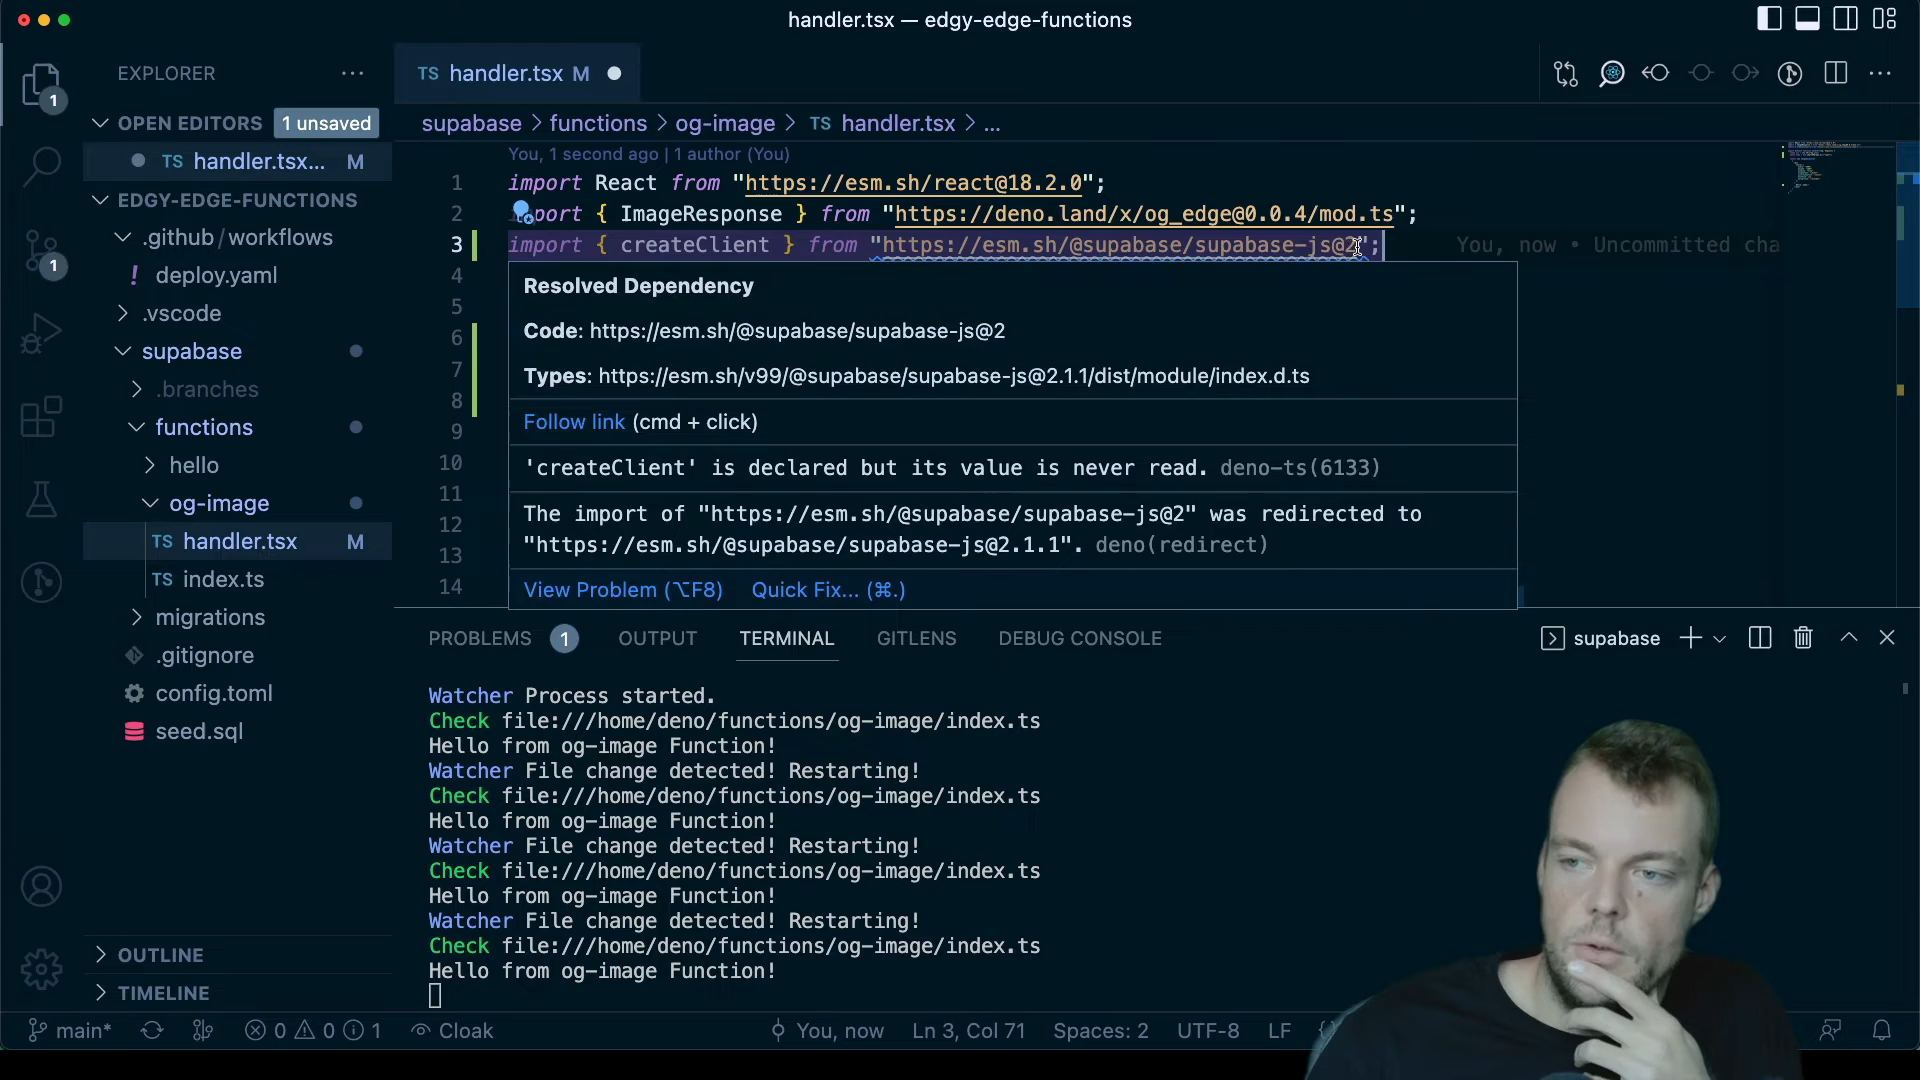 handler.tsx — edgy-edge-functions
EXPLORER
1
OPEN EDITORS
1 unsaved
handler.tsx...
M
EDGY-EDGE-FUNCTIONS
.github/workflows
deploy.yaml
.vscode
supabase
.branches
functions
hello
og-image
TS handler.tsx M
TS index.ts
migrations
.gitignore
config.toml
seed.sql
OUTLINE
TIMELINE
1
TS handler.tsx M
supabase > functions > og-image > TS handler.tsx > ...
You, 1 second ago | 1 author (You)
1 import React from "https://esm.sh/react@18.2.0";
2 import { ImageResponse } from "https://deno.land/x/og_edge@0.0.4/mod.ts";
3 import { createClient } from "https://esm.sh/@supabase/supabase-js@2"; You, now • Uncommitted cha
4
5
6
7
8
9
10
11
12
13
14
Resolved Dependency
Code: https://esm.sh/@supabase/supabase-js@2
Types: https://esm.sh/v99/@supabase/supabase-js@2.1.1/dist/module/index.d.ts
Follow link (cmd + click)
'createClient' is declared but its value is never read. deno-ts(6133)
The import of "https://esm.sh/@supabase/supabase-js@2" was redirected to
"https://esm.sh/@supabase/supabase-js@2.1.1". deno(redirect)
View Problem (⌥F8) Quick Fix... (⌘.)
PROBLEMS 1 OUTPUT TERMINAL GITLENS DEBUG CONSOLE
supabase
Watcher Process started.
Check file:///home/deno/functions/og-image/index.ts
Hello from og-image Function!
Watcher File change detected! Restarting!
Check file:///home/deno/functions/og-image/index.ts
Hello from og-image Function!
Watcher File change detected! Restarting!
Check file:///home/deno/functions/og-image/index.ts
Hello from og-image Function!
Watcher File change detected! Restarting!
Check file:///home/deno/functions/og-image/index.ts
Hello from og-image Function!
main* 0 0 1 Cloak You, now Ln 3, Col 71 Spaces: 2 UTF-8 LF